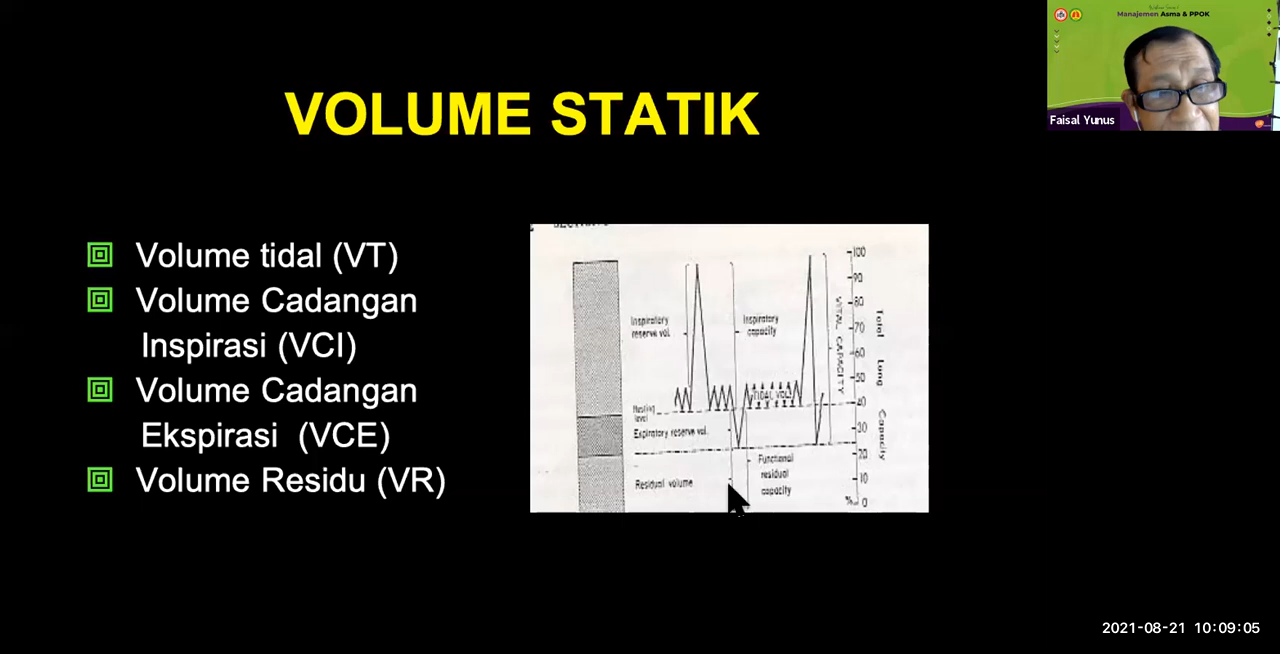 Manajemen Asma & PPOK
Faisal Yunus
VOLUME STATIK
Volume tidal (VT)
Volume Cadangan
Inspirasi (VCI)
Volume Cadangan
Ekspirasi (VCE)
Volume Residu (VR)
Inspiratory
reserve vol.
Inspiratory
capacity
VITAL CAPACITY
Total Lung Capacity
TIDAL VOL.
Resting
level
Expiratory reserve vol.
Residual volume
Functional
residual
capacity
100
90
80
70
60
50
40
30
20
10
% 0
2021-08-21 10:09:05